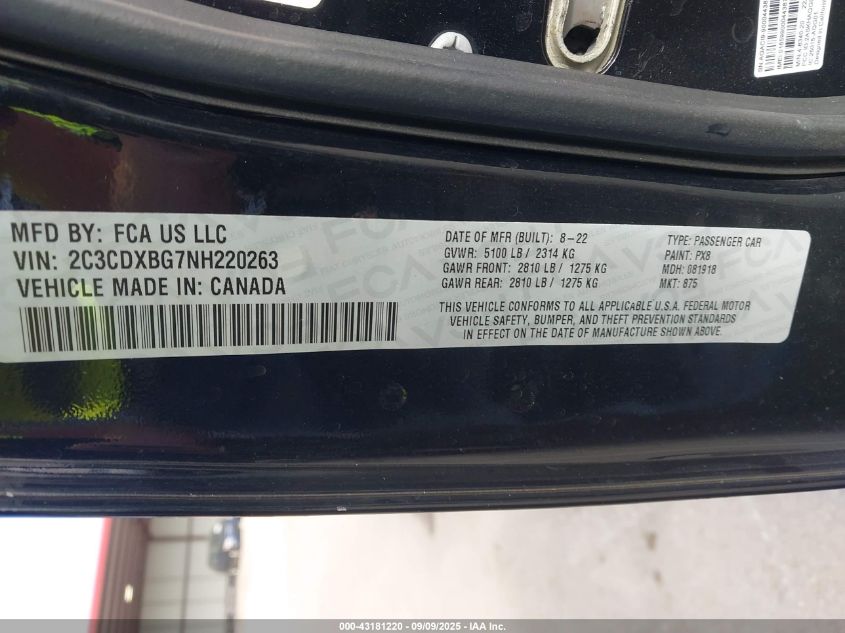 MFD BY: FCA US LLC
VIN: 2C3CDXBG7NH220263
VEHICLE MADE IN: CANADA
DATE OF MFR (BUILT): 8-22
GVWR: 5100 LB / 2314 KG
GAWR FRONT: 2810 LB / 1275 KG
GAWR REAR: 2810 LB / 1275 KG
TYPE: PASSENGER CAR
PAINT: PX8
MDH: 081918
MKT: 875
THIS VEHICLE CONFORMS TO ALL APPLICABLE U.S.A. FEDERAL MOTOR
VEHICLE SAFETY, BUMPER, AND THEFT PREVENTION STANDARDS
IN EFFECT ON THE DATE OF MANUFACTURE SHOWN ABOVE.
000-43181220 - 09/09/2025 - IAA Inc.